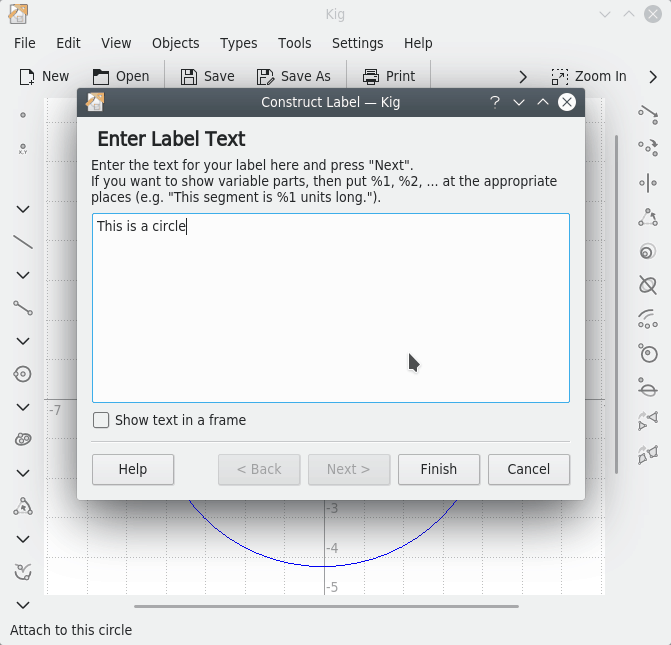 Kig
File Edit View Objects Types Tools Settings Help
New Open Save Save As Print Zoom In
Construct Label — Kig
Enter Label Text
Enter the text for your label here and press "Next".
If you want to show variable parts, then put %1, %2, ... at the appropriate
places (e.g. "This segment is %1 units long.").
This is a circle
Show text in a frame
Help < Back Next > Finish Cancel
-7
-3
-4
-5
Attach to this circle